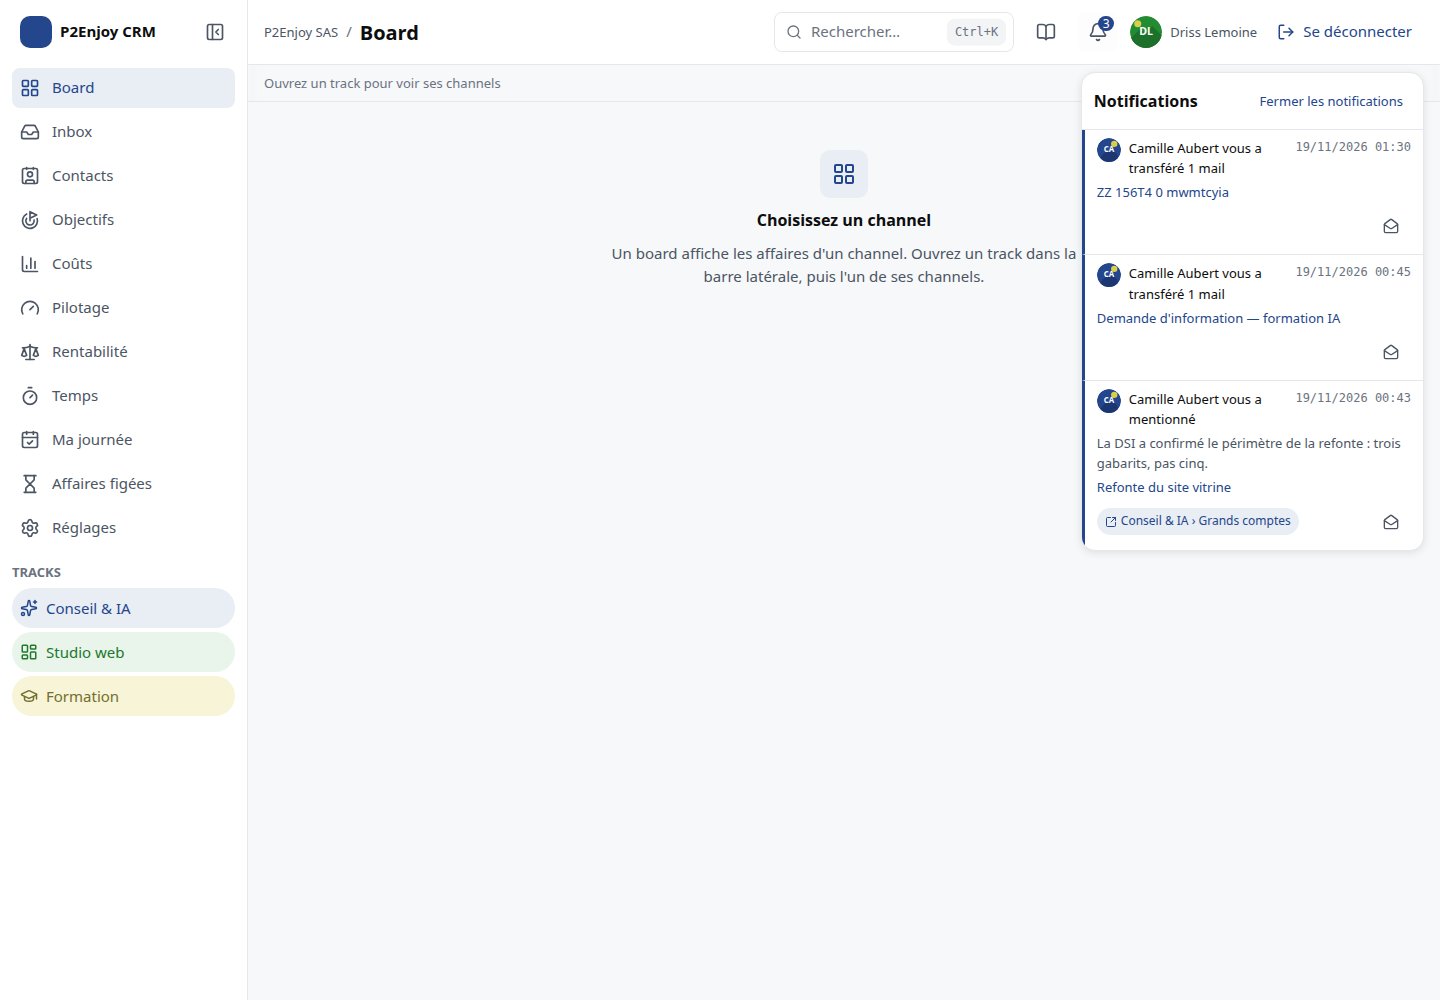 P2Enjoy CRM
Board
Inbox
Contacts
Objectifs
Coûts
Pilotage
Rentabilité
Temps
Ma journée
Affaires figées
Réglages
TRACKS
Conseil & IA
Studio web
Formation
P2Enjoy SAS / Board
Rechercher... Ctrl+K
3
DL Driss Lemoine
Se déconnecter
Ouvrez un track pour voir ses channels
Choisissez un channel
Un board affiche les affaires d'un channel. Ouvrez un track dans la
barre latérale, puis l'un de ses channels.
Notifications Fermer les notifications
CA Camille Aubert vous a 19/11/2026 01:30
transféré 1 mail
ZZ 156T4 0 mwmtcyia
CA Camille Aubert vous a 19/11/2026 00:45
transféré 1 mail
Demande d'information — formation IA
CA Camille Aubert vous a 19/11/2026 00:43
mentionné
La DSI a confirmé le périmètre de la refonte : trois
gabarits, pas cinq.
Refonte du site vitrine
Conseil & IA › Grands comptes